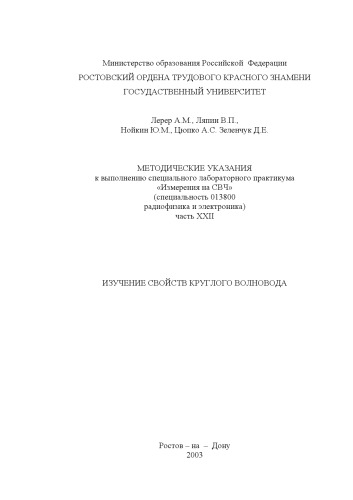 Министерство образования Российской Федерации
РОСТОВСКИЙ ОРДЕНА ТРУДОВОГО КРАСНОГО ЗНАМЕНИ
ГОСУДАСТВЕННЫЙ УНИВЕРСИТЕТ
Лерер А.М., Ляпин В.П.,
Нойкин Ю.М., Цюпко А.С. Зеленчук Д.Е.
МЕТОДИЧЕСКИЕ УКАЗАНИЯ
к выполнению специального лабораторного практикума
«Измерения на СВЧ»
(специальность 013800
радиофизика и электроника)
часть XXII
ИЗУЧЕНИЕ СВОЙСТВ КРУГЛОГО ВОЛНОВОДА
Ростов – на – Дону
2003